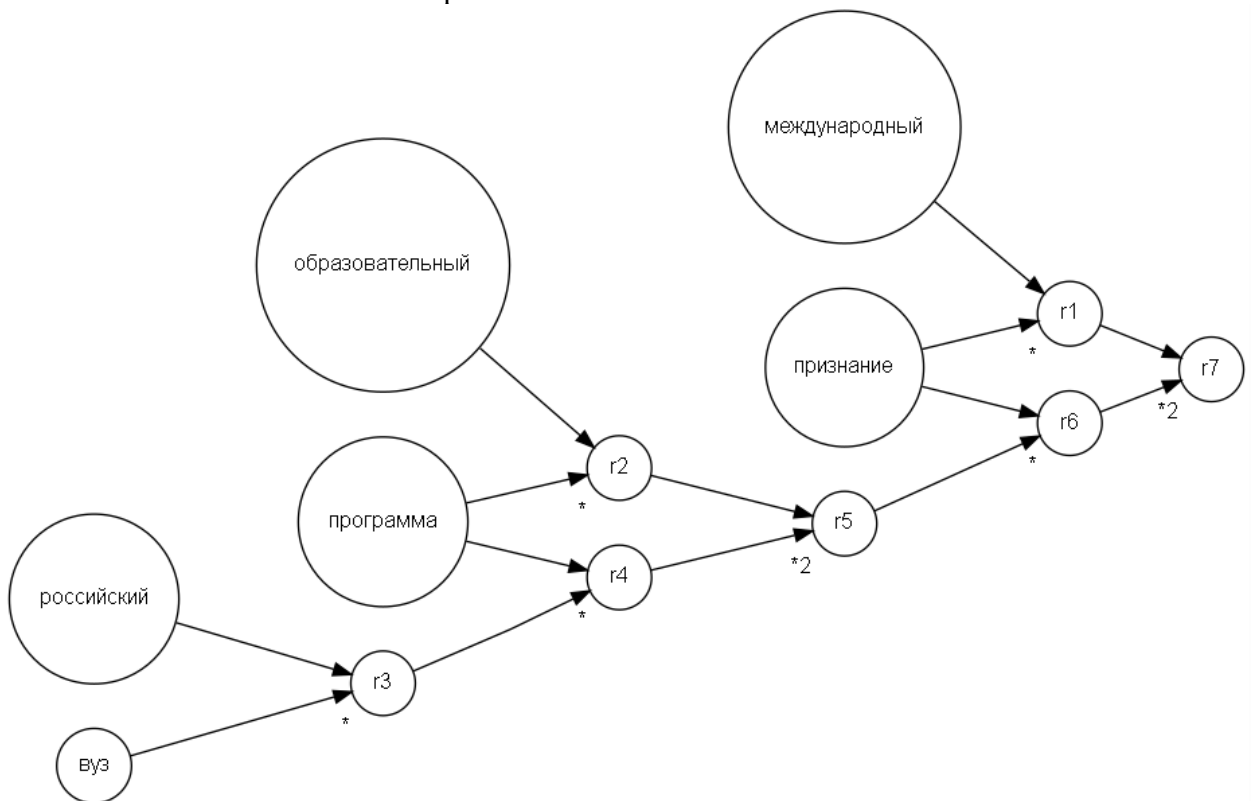 международный
образовательный
r1
признание
r7
*
*2
r6
r2
*
*
программа
r5
r4
*2
российский
*
r3
*
вуз